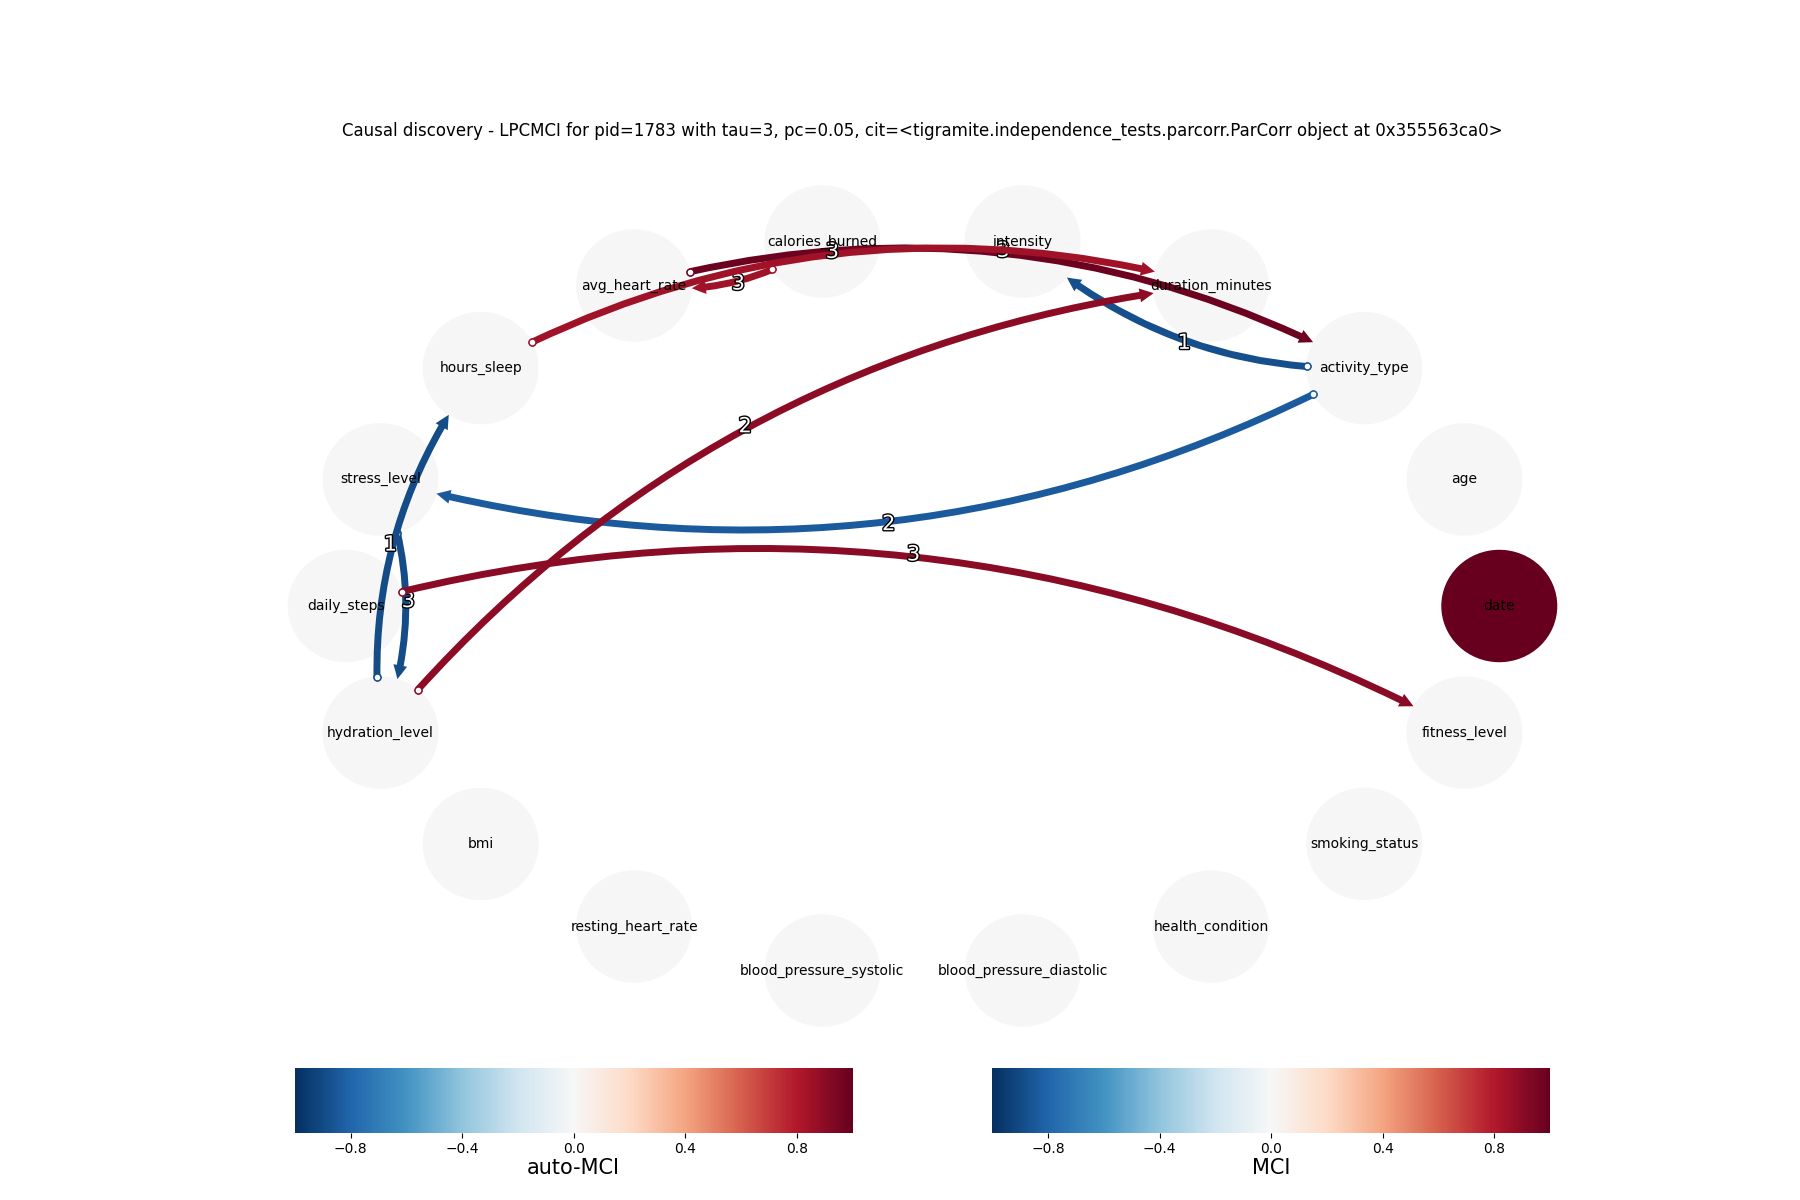 Causal discovery - LPCMCI for pid=1783 with tau=3, pc=0.05, cit=<tigramite.independence_tests.parcorr.ParCorr object at 0x355563ca0>
calories_burned
intensity
3
3
avg_heart_rate
3
duration_minutes
1
hours_sleep
activity_type
2
stress_level
age
2
1
3
daily_steps
3
date
hydration_level
fitness_level
bmi
smoking_status
resting_heart_rate
health_condition
blood_pressure_systolic
blood_pressure_diastolic
−0.8 −0.4 0.0 0.4 0.8
auto-MCI
−0.8 −0.4 0.0 0.4 0.8
MCI